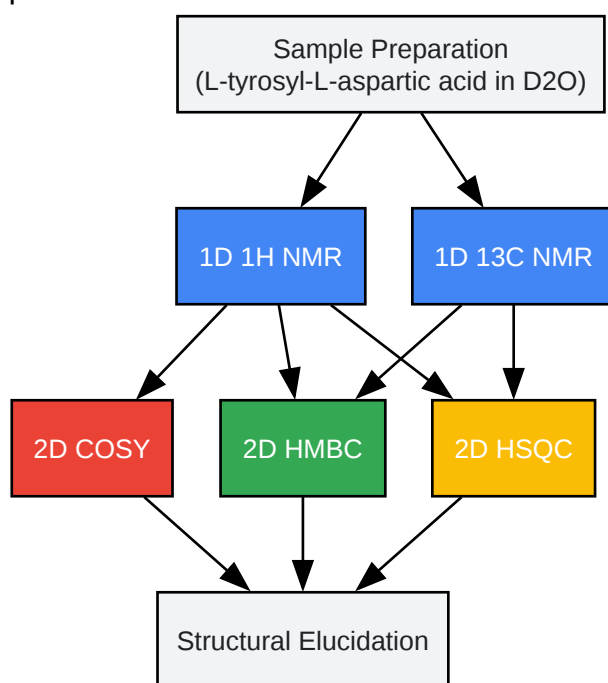 Sample Preparation
(L-tyrosyl-L-aspartic acid in D2O)
1D 1H NMR
1D 13C NMR
2D COSY
2D HMBC
2D HSQC
Structural Elucidation